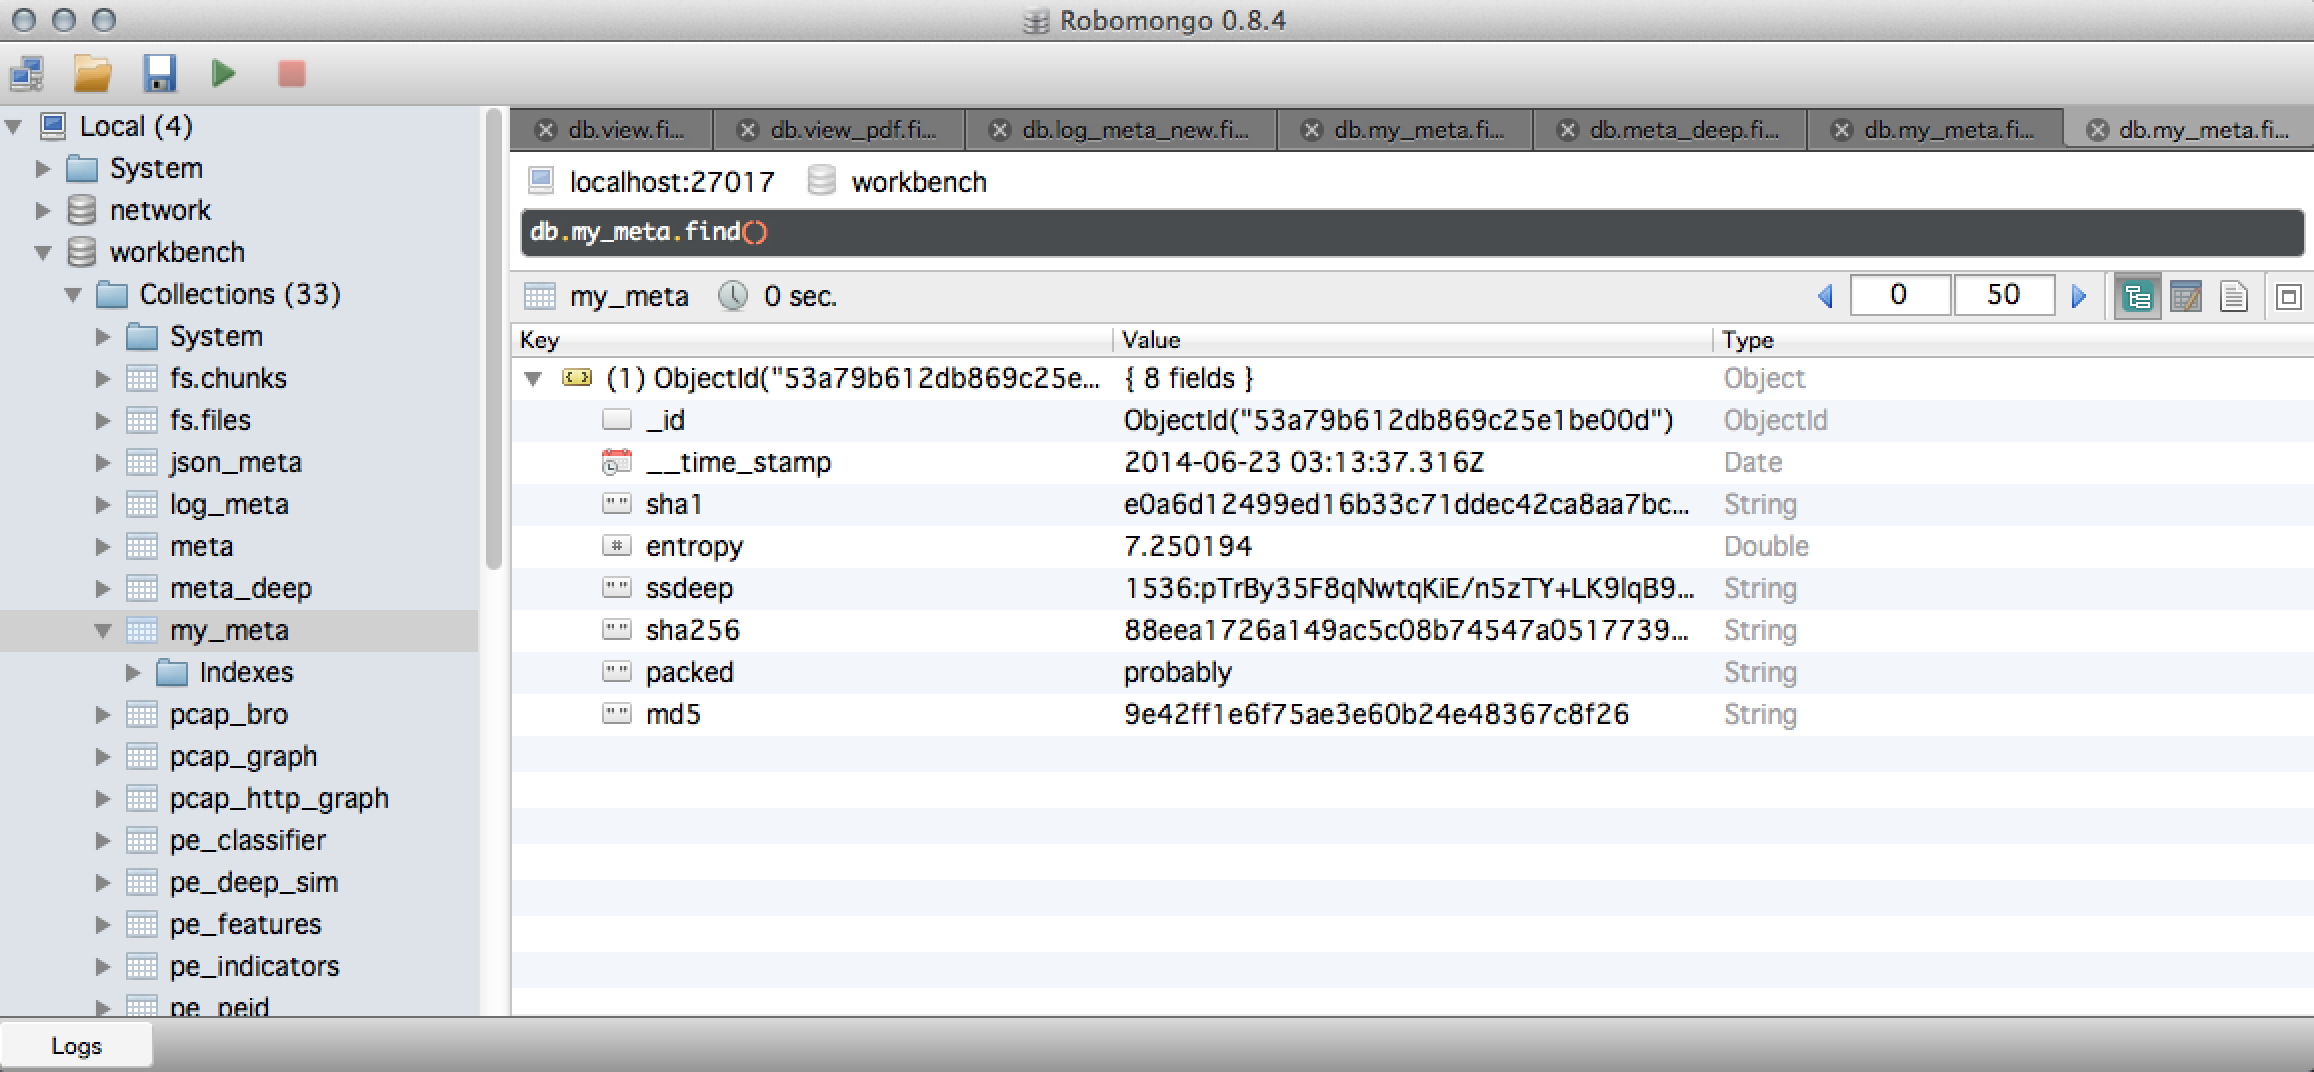 Robomongo 0.8.4
Local (4)
System
network
workbench
Collections (33)
System
fs.chunks
fs.files
json_meta
log_meta
meta
meta_deep
my_meta
Indexes
pcap_bro
pcap_graph
pcap_http_graph
pe_classifier
pe_deep_sim
pe_features
pe_indicators
pe_peid
db.view.fi... db.view_pdf.fi... db.log_meta_new.fi... db.my_meta.fi... db.meta_deep.fi... db.my_meta.fi... db.my_meta.fi...
localhost:27017 workbench
db.my_meta.find()
my_meta 0 sec. 0 50
Key Value Type
(1) ObjectId("53a79b612db869c25e... { 8 fields } Object
_id ObjectId("53a79b612db869c25e1be00d") ObjectId
__time_stamp 2014-06-23 03:13:37.316Z Date
sha1 e0a6d12499ed16b33c71ddec42ca8aa7bc... String
entropy 7.250194 Double
ssdeep 1536:pTrBy35F8qNwtqKiE/n5zTY+LK9lqB9... String
sha256 88eea1726a149ac5c08b74547a0517739... String
packed probably String
md5 9e42ff1e6f75ae3e60b24e48367c8f26 String
Logs